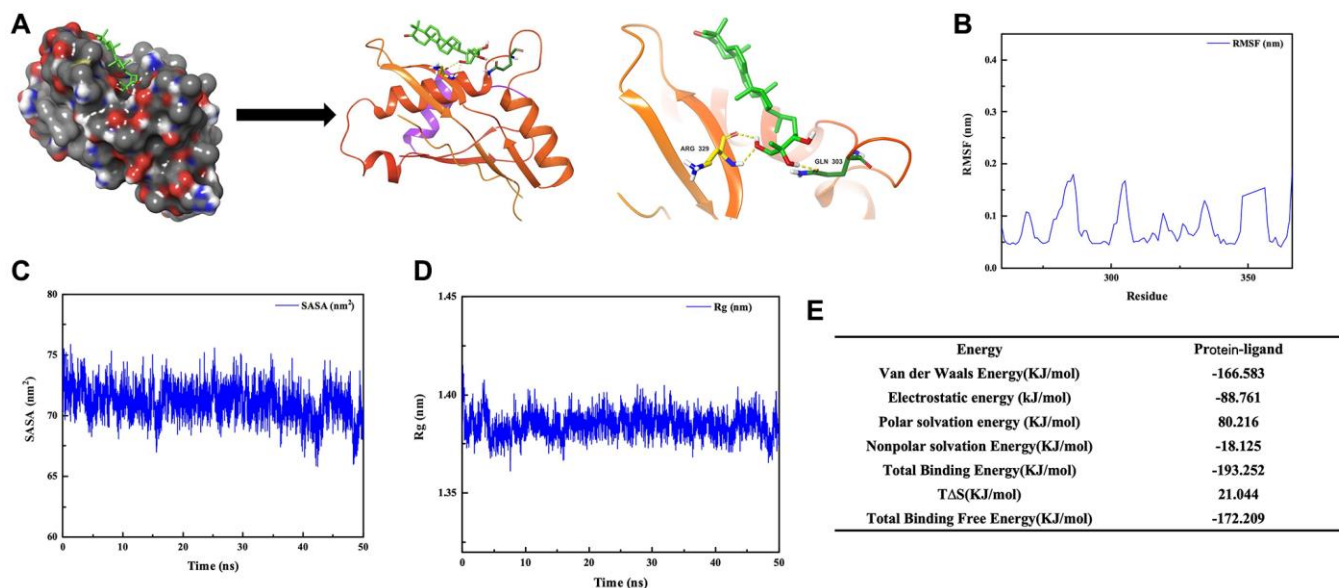 A
ARG 329
GLN 303
B
RMSF (nm)
0.4
0.3
0.2
0.1
0.0
RMSF (nm)
300
350
Residue
C
SASA (nm²)
80
75
70
65
60
SASA (nm²)
0
10
20
30
40
50
Time (ns)
D
Rg (nm)
1.45
1.40
1.35
Rg (nm)
0
10
20
30
40
50
Time (ns)
E
Energy Protein-ligand
Van der Waals Energy(KJ/mol) -166.583
Electrostatic energy (kJ/mol) -88.761
Polar solvation energy (KJ/mol) 80.216
Nonpolar solvation Energy(KJ/mol) -18.125
Total Binding Energy(KJ/mol) -193.252
TΔS(KJ/mol) 21.044
Total Binding Free Energy(KJ/mol) -172.209